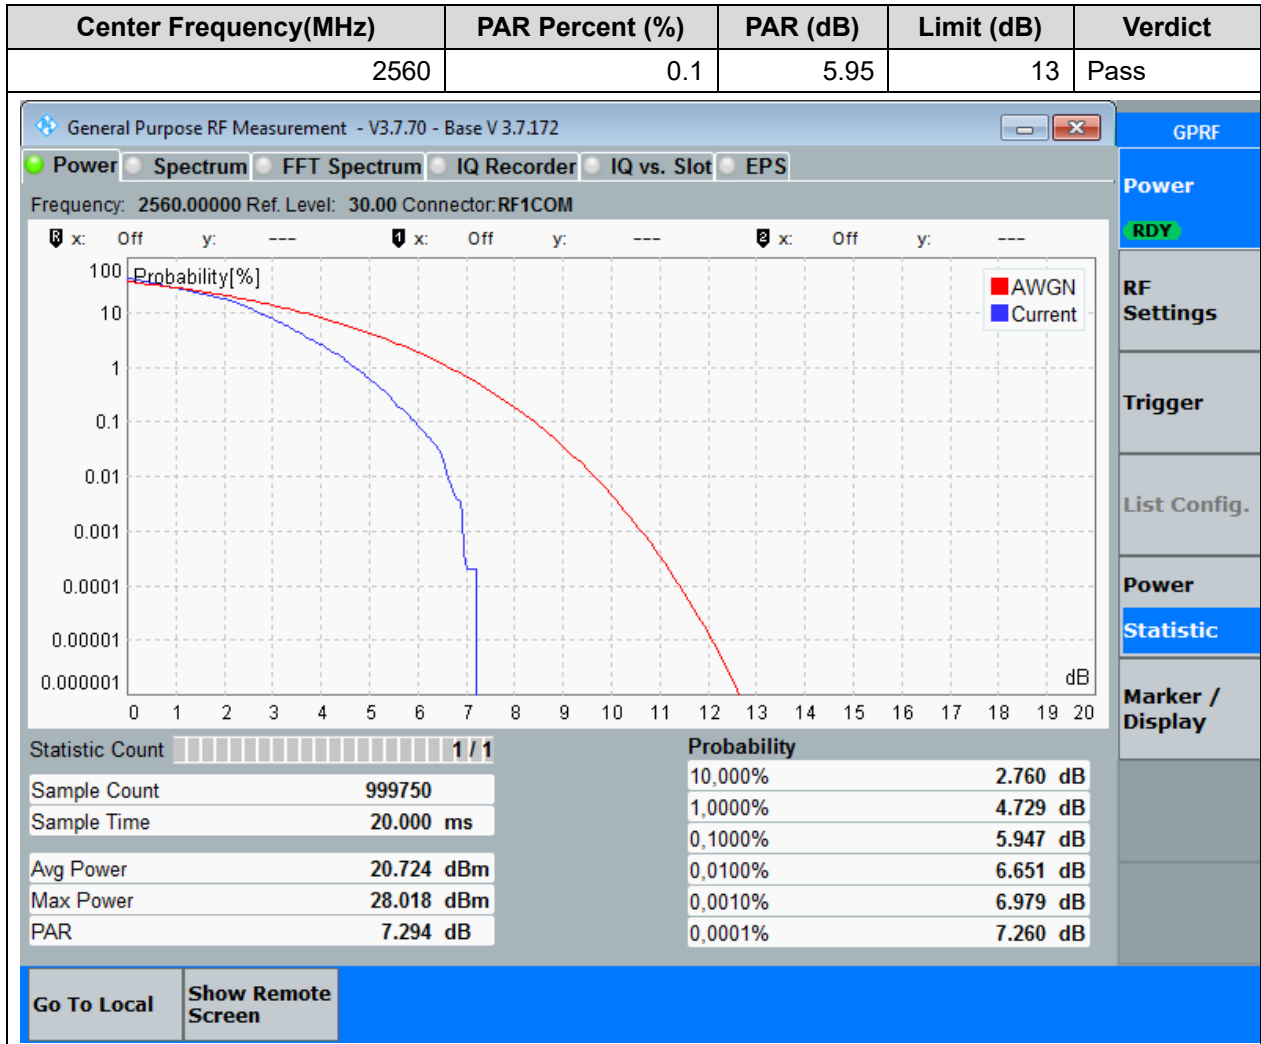 Center Frequency(MHz) PAR Percent (%) PAR (dB) Limit (dB) Verdict
2560 0.1 5.95 13 Pass
General Purpose RF Measurement - V3.7.70 - Base V 3.7.172
GPRF
Power Spectrum FFT Spectrum IQ Recorder IQ vs. Slot EPS
Frequency: 2560.00000 Ref. Level: 30.00 Connector: RF1COM
R x: Off y: --- 1 x: Off y: --- 2 x: Off y: ---
Probability[%]
100
10
1
0.1
0.01
0.001
0.0001
0.00001
0.000001
AWGN
Current
dB
0 1 2 3 4 5 6 7 8 9 10 11 12 13 14 15 16 17 18 19 20
Statistic Count 1 / 1
Sample Count 999750
Sample Time 20.000 ms
Avg Power 20.724 dBm
Max Power 28.018 dBm
PAR 7.294 dB
Probability
10,000% 2.760 dB
1,0000% 4.729 dB
0,1000% 5.947 dB
0,0100% 6.651 dB
0,0010% 6.979 dB
0,0001% 7.260 dB
Power
RDY
RF
Settings
Trigger
List Config.
Power
Statistic
Marker /
Display
Go To Local
Show Remote
Screen